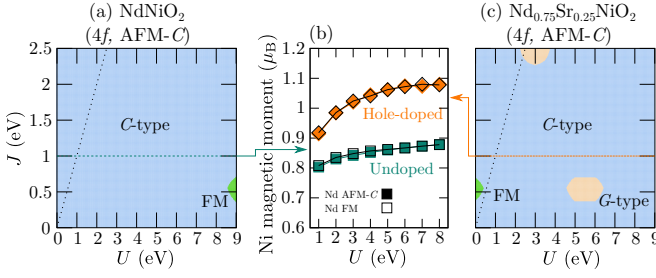 (a) NdNiO2
(4f, AFM-C)
J (eV)
2.5
2
1.5
1
0.5
0
C-type
FM
0 1 2 3 4 5 6 7 8 9
U (eV)
(b)
Ni magnetic moment (μB)
1.2
1.1
1
0.9
0.8
0.7
0.6
Hole-doped
Undoped
Nd AFM-C
Nd FM
1 2 3 4 5 6 7 8
U (eV)
(c) Nd0.75Sr0.25NiO2
(4f, AFM-C)
C-type
FM
G-type
0 1 2 3 4 5 6 7 8 9
U (eV)